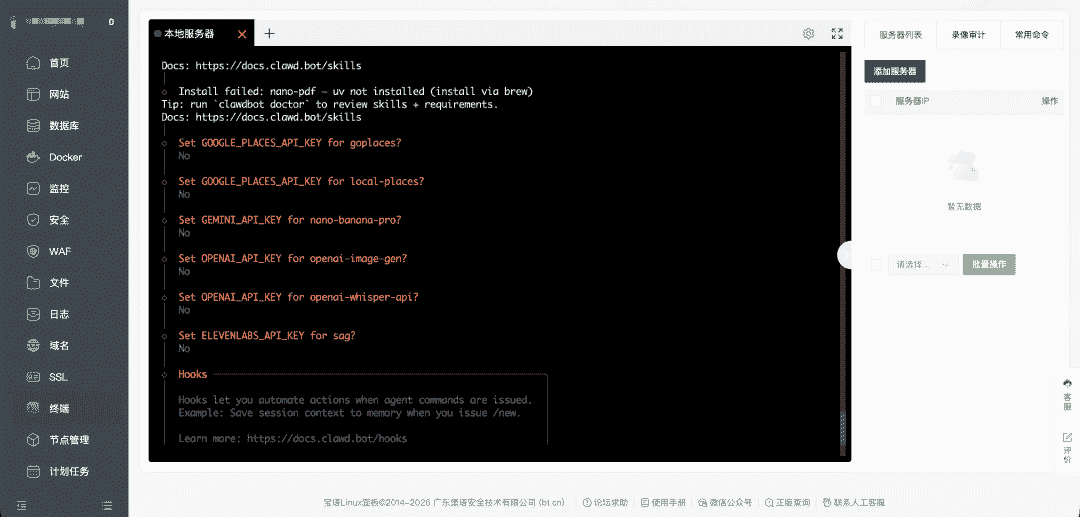 0
首页
网站
数据库
Docker
监控
安全
WAF
文件
日志
域名
SSL
终端
节点管理
计划任务
本地服务器
Docs: https://docs.clawd.bot/skills
Install failed: nano-pdf — uv not installed (install via brew)
Tip: run `clawdbot doctor` to review skills + requirements.
Docs: https://docs.clawd.bot/skills
Set GOOGLE_PLACES_API_KEY for goplaces?
No
Set GOOGLE_PLACES_API_KEY for local-places?
No
Set GEMINI_API_KEY for nano-banana-pro?
No
Set OPENAI_API_KEY for openai-image-gen?
No
Set OPENAI_API_KEY for openai-whisper-api?
No
Set ELEVENLABS_API_KEY for sag?
No
Hooks
Hooks let you automate actions when agent commands are issued.
Example: Save session context to memory when you issue /new.
Learn more: https://docs.clawd.bot/hooks
服务器列表 录像审计 常用命令
添加服务器
服务器IP 操作
暂无数据
请选择... 批量操作
客服
评价
宝塔Linux面板©2014-2026 广东堡塔安全技术有限公司 (bt.cn) 论坛求助 使用手册 微信公众号 正版查询 联系人工客服